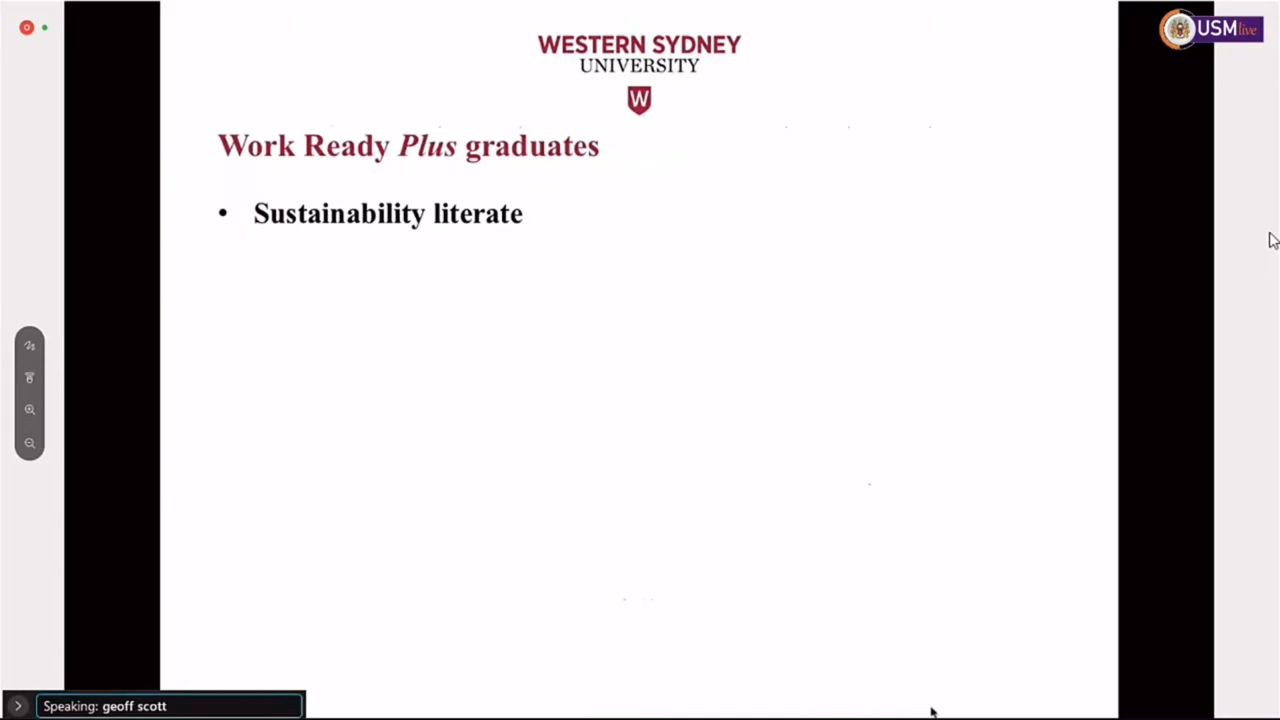 USMlive
WESTERN SYDNEY
UNIVERSITY
W
Work Ready Plus graduates
• Sustainability literate
Speaking: geoff scott